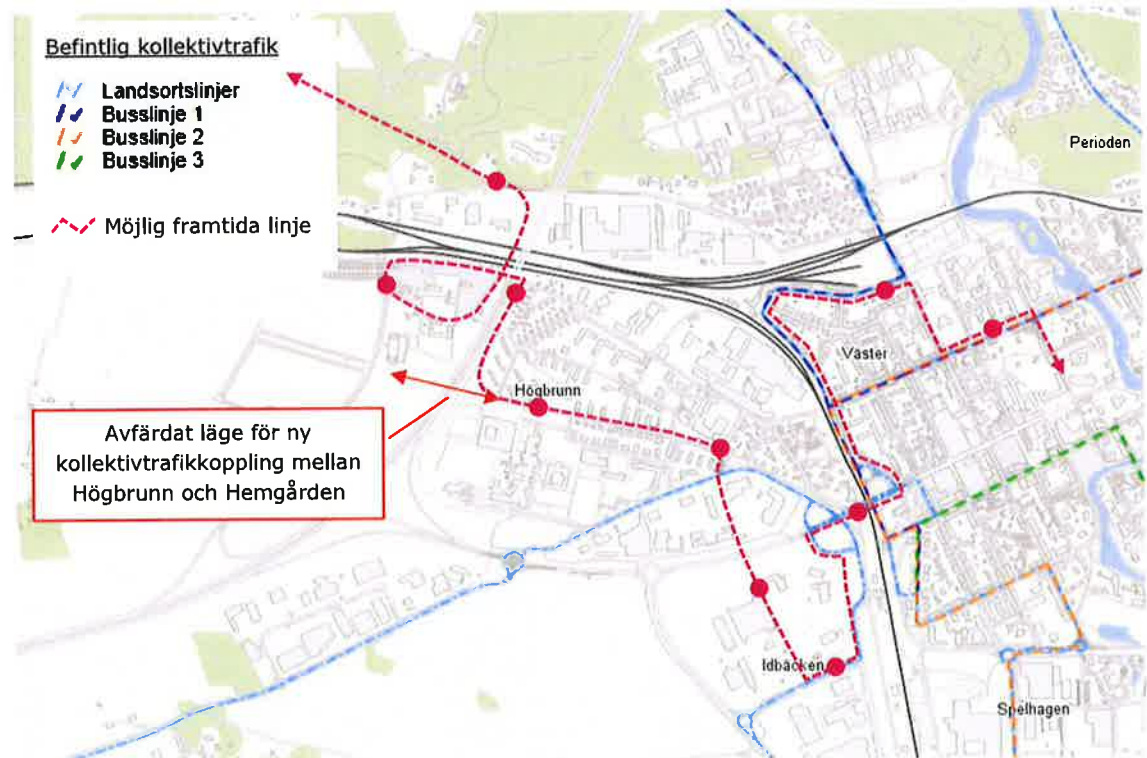 Befintlig kollektivtrafik
Landsortslinjer
Busslinje 1
Busslinje 2
Busslinje 3
Möjlig framtida linje
Perioden
Väster
Högbrunn
Avfärdat läge för ny
kollektivtrafikkoppling mellan
Högbrunn och Hemgården
Idbäcken
Spelhagen